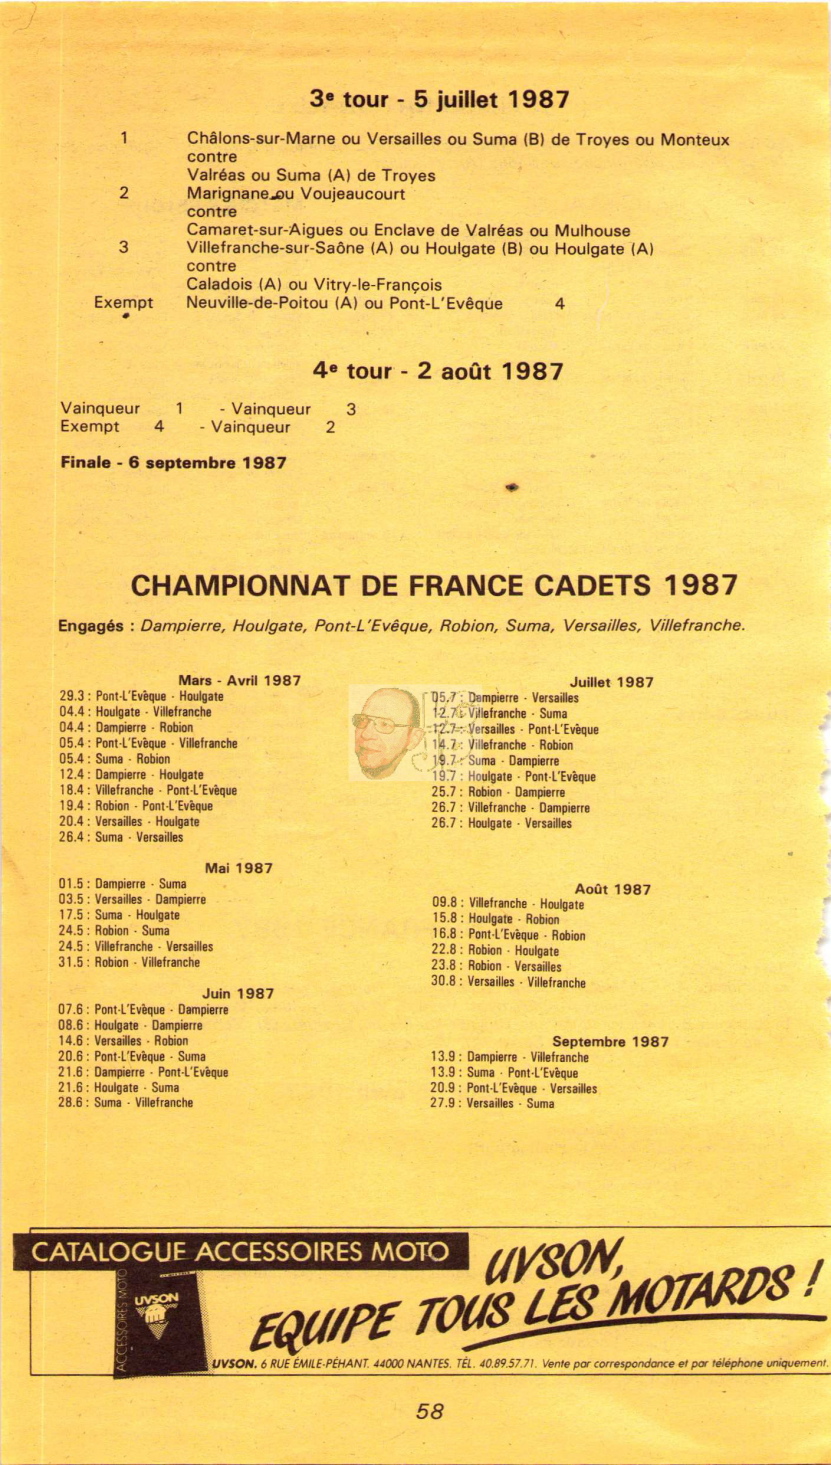 3e tour - 5 juillet 1987
1 Châlons-sur-Marne ou Versailles ou Suma (B) de Troyes ou Monteux
contre
Valréas ou Suma (A) de Troyes
2 Marignane ou Voujeaucourt
contre
Camaret-sur-Aigues ou Enclave de Valréas ou Mulhouse
3 Villefranche-sur-Saône (A) ou Houlgate (B) ou Houlgate (A)
contre
Caladois (A) ou Vitry-le-François
Exempt Neuville-de-Poitou (A) ou Pont-L'Evêque 4
4e tour - 2 août 1987
Vainqueur 1 - Vainqueur 3
Exempt 4 - Vainqueur 2
Finale - 6 septembre 1987
CHAMPIONNAT DE FRANCE CADETS 1987
Engagés : Dampierre, Houlgate, Pont-L'Evêque, Robion, Suma, Versailles, Villefranche.
Mars - Avril 1987
29.3 : Pont-L'Evêque - Houlgate
04.4 : Houlgate - Villefranche
04.4 : Dampierre - Robion
05.4 : Pont-L'Evêque - Villefranche
05.4 : Suma - Robion
12.4 : Dampierre - Houlgate
18.4 : Villefranche - Pont-L'Evêque
19.4 : Robion - Pont-L'Evêque
20.4 : Versailles - Houlgate
26.4 : Suma - Versailles
Mai 1987
01.5 : Dampierre - Suma
03.5 : Versailles - Dampierre
17.5 : Suma - Houlgate
24.5 : Robion - Suma
24.5 : Villefranche - Versailles
31.5 : Robion - Villefranche
Juin 1987
07.6 : Pont-L'Evêque - Dampierre
08.6 : Houlgate - Dampierre
14.6 : Versailles - Robion
20.6 : Pont-L'Evêque - Suma
21.6 : Dampierre - Pont-L'Evêque
21.6 : Houlgate - Suma
28.6 : Suma - Villefranche
Juillet 1987
05.7 : Dampierre - Versailles
12.7 : Villefranche - Suma
12.7 : Versailles - Pont-L'Evêque
14.7 : Villefranche - Robion
19.7 : Suma - Dampierre
19.7 : Houlgate - Pont-L'Evêque
25.7 : Robion - Dampierre
26.7 : Villefranche - Dampierre
26.7 : Houlgate - Versailles
Août 1987
09.8 : Villefranche - Houlgate
15.8 : Houlgate - Robion
16.8 : Pont-L'Evêque - Robion
22.8 : Robion - Houlgate
23.8 : Robion - Versailles
30.8 : Versailles - Villefranche
Septembre 1987
13.9 : Dampierre - Villefranche
13.9 : Suma - Pont-L'Evêque
20.9 : Pont-L'Evêque - Versailles
27.9 : Versailles - Suma
CATALOGUE ACCESSOIRES MOTO
ACCESSOIRES MOTO
UVSON
UVSON,
EQUIPE TOUS LES MOTARDS !
UVSON. 6 RUE ÉMILE-PÉHANT. 44000 NANTES. TÉL. 40.89.57.71. Vente par correspondance et par téléphone uniquement.
58